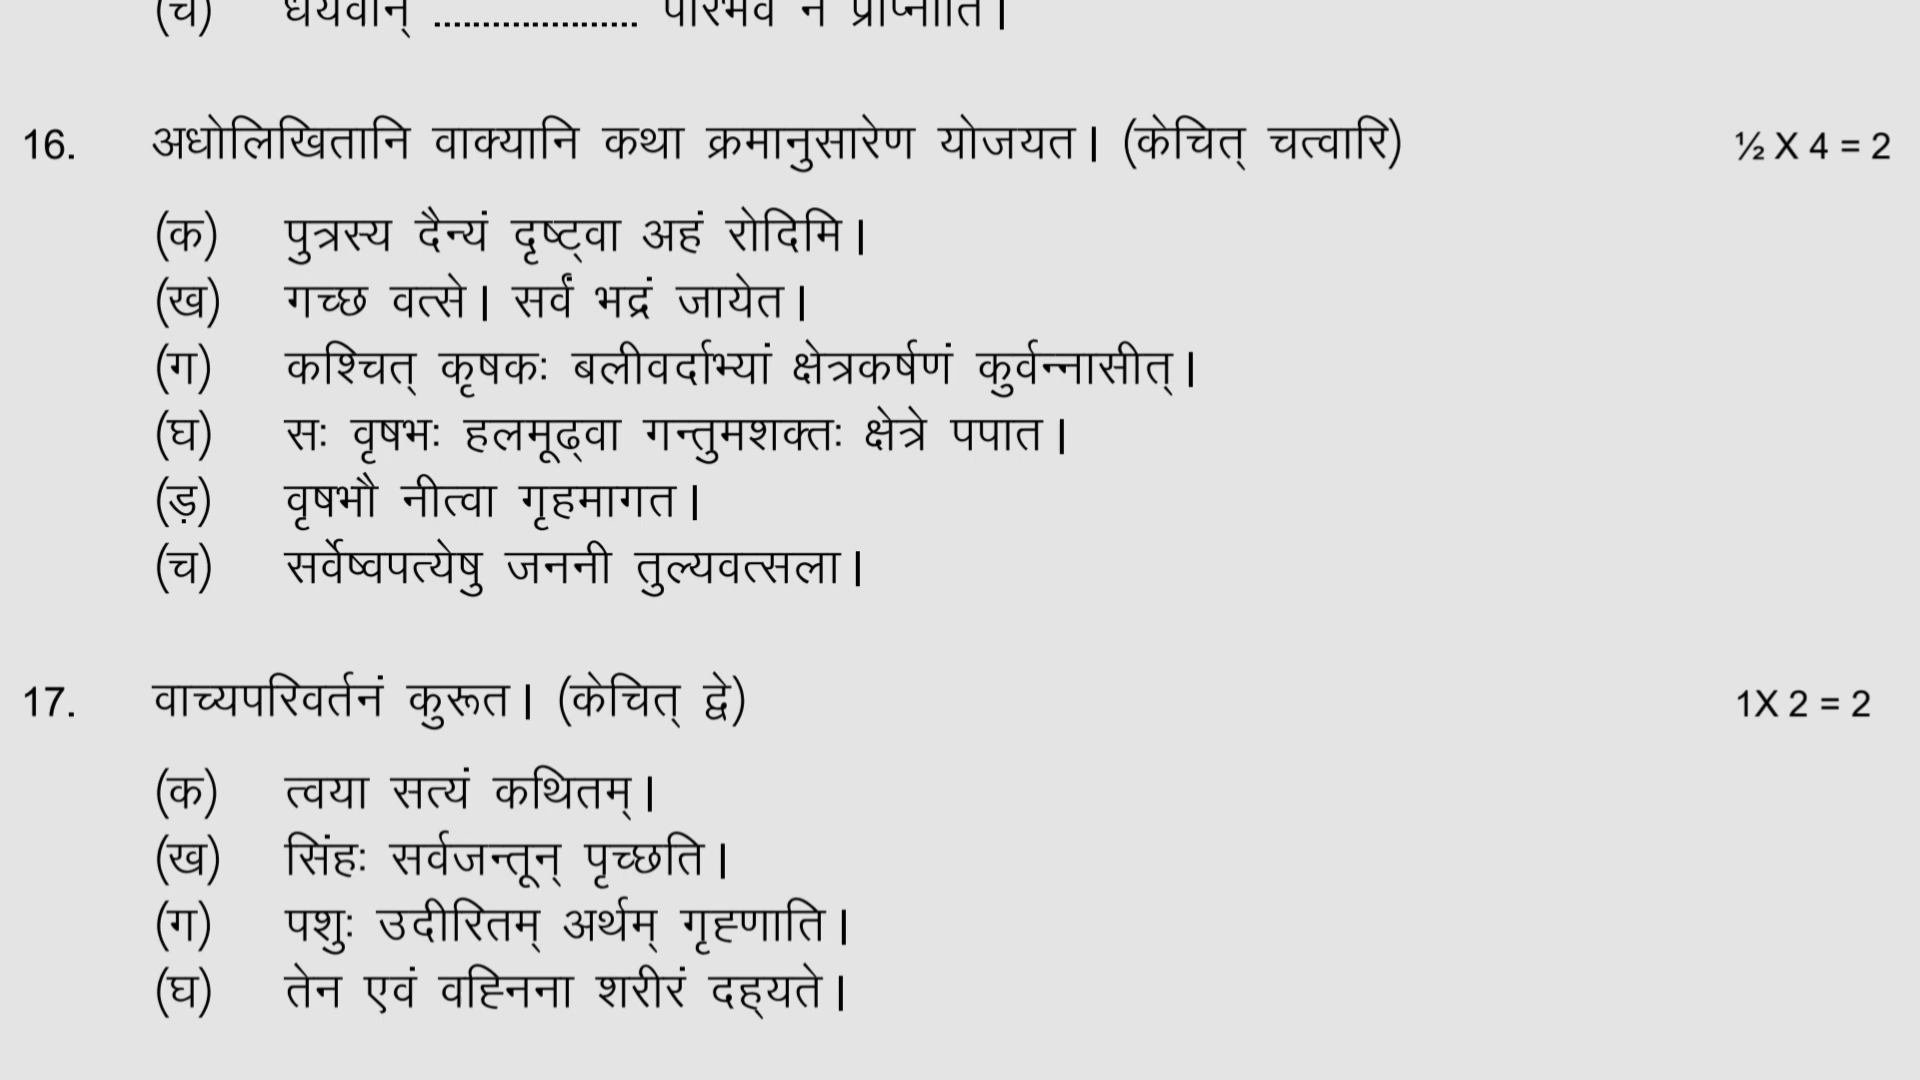 (च) धैर्यवान् .................... परिभवं न प्राप्नोति।
16. अधोलिखितानि वाक्यानि कथा क्रमानुसारेण योजयत। (केचित् चत्वारि) ½ X 4 = 2
(क) पुत्रस्य दैन्यं दृष्ट्वा अहं रोदिमि।
(ख) गच्छ वत्से। सर्वं भद्रं जायेत।
(ग) कश्चित् कृषकः बलीवर्दाभ्यां क्षेत्रकर्षणं कुर्वन्नासीत्।
(घ) सः वृषभः हलमूढ्वा गन्तुमशक्तः क्षेत्रे पपात।
(ड़) वृषभौ नीत्वा गृहमागत।
(च) सर्वेष्वपत्येषु जननी तुल्यवत्सला।
17. वाच्यपरिवर्तनं कुरूत। (केचित् द्वे) 1X 2 = 2
(क) त्वया सत्यं कथितम्।
(ख) सिंहः सर्वजन्तून् पृच्छति।
(ग) पशुः उदीरितम् अर्थम् गृह्णाति।
(घ) तेन एवं वह्निना शरीरं दह्यते।